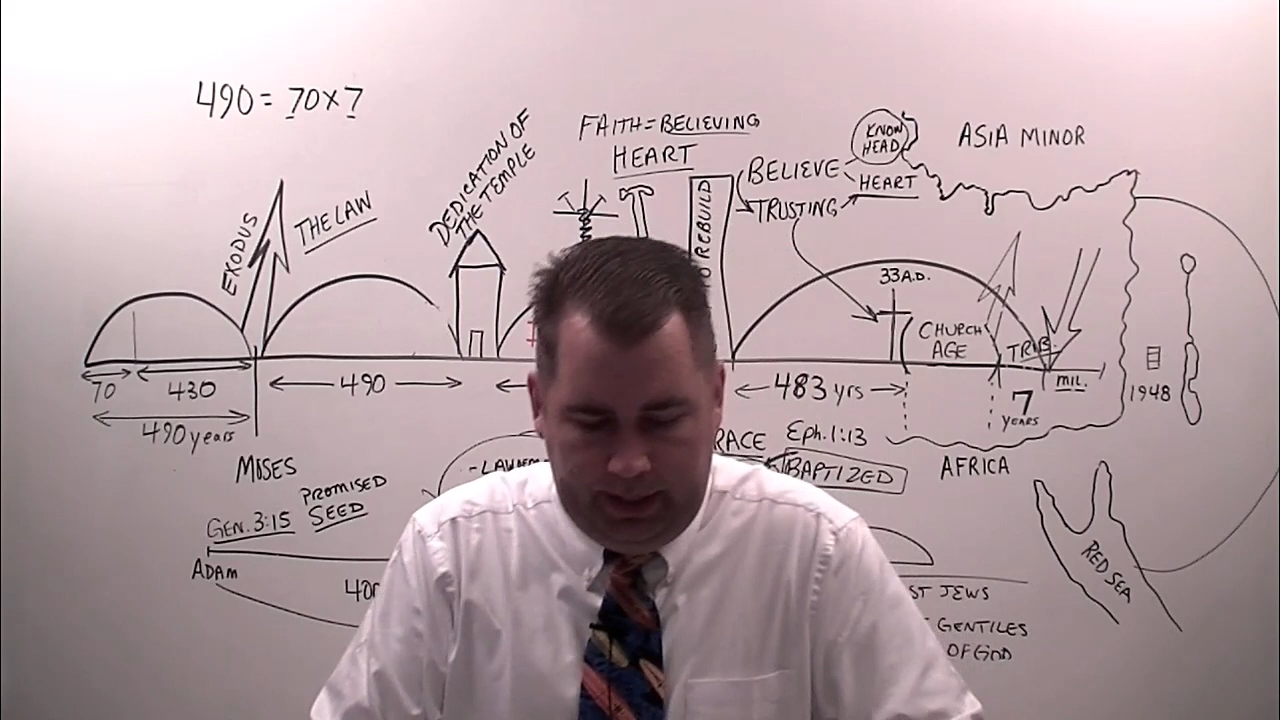 490 = 70x7
EXODUS
THE LAW
DEDICATION OF
THE TEMPLE
FAITH = BELIEVING
HEART
REBUILD
BELIEVE
TRUSTING
KNOW
HEAD
HEART
ASIA MINOR
33 A.D.
CHURCH
AGE
TRIB.
MIL.
70
430
490 years
490
483 yrs
7
YEARS
1948
MOSES
Eph. 1:13
BAPTIZED
AFRICA
GEN. 3:15
PROMISED
SEED
ADAM
RED SEA
JEWS
GENTILES
OF GOD